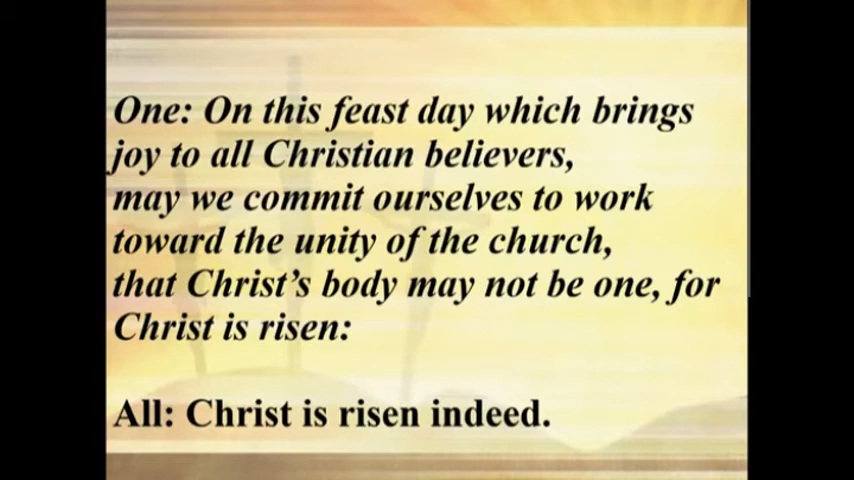 One: On this feast day which brings
joy to all Christian believers,
may we commit ourselves to work
toward the unity of the church,
that Christ’s body may not be one, for
Christ is risen:
All: Christ is risen indeed.